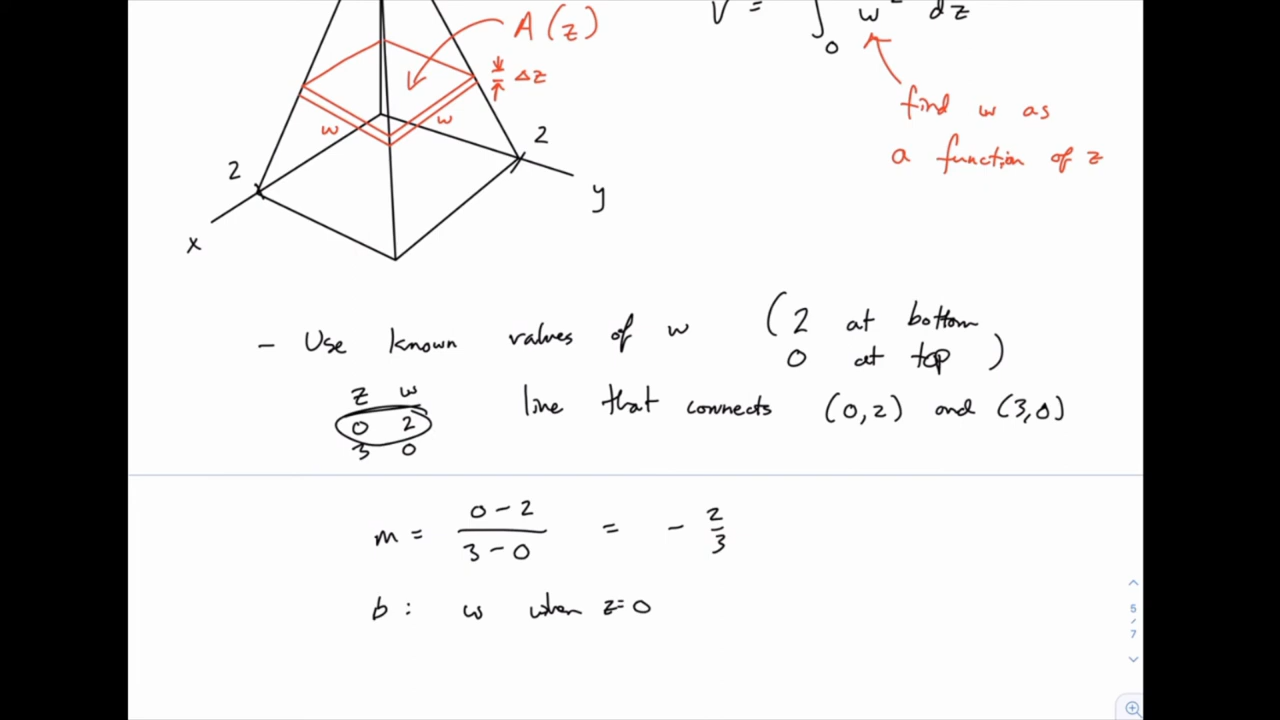 A(z)
Δz
w w
2
2
x
y
V = ∫₀ w² dz
find w as
a function of z
- Use known values of w (2 at bottom
0 at top)
z w
0 2
3 0
line that connects (0,2) and (3,0)
m = 0-2 / 3-0 = - 2/3
b: w when z=0
5
/
7